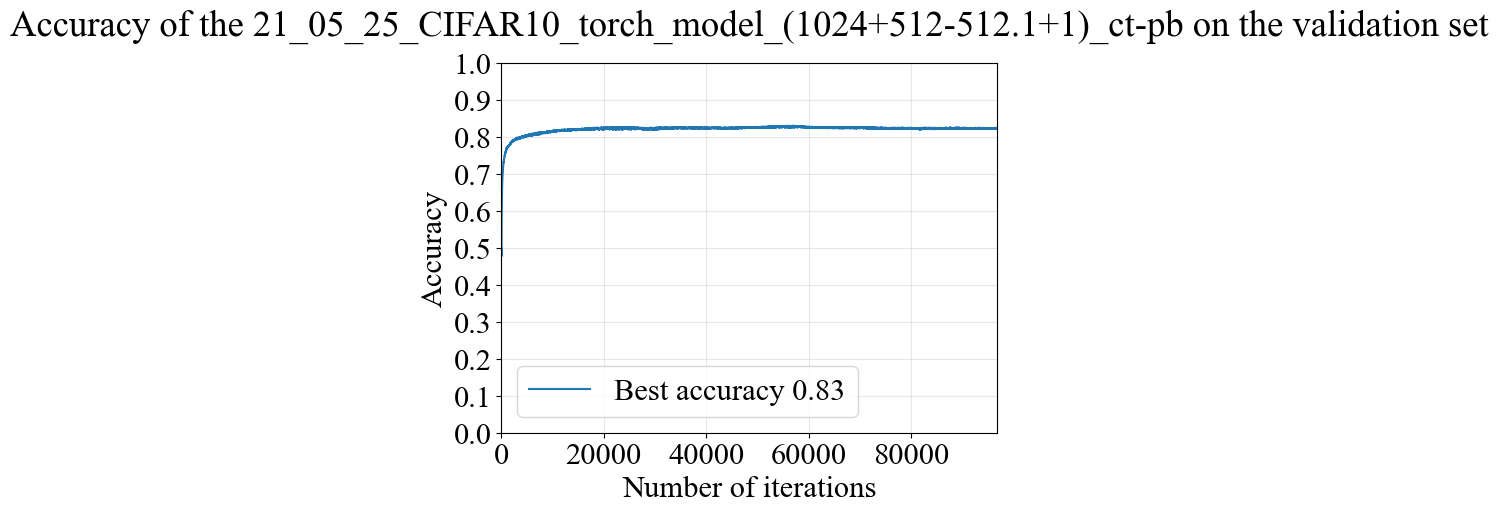 Accuracy of the 21_05_25_CIFAR10_torch_model_(1024+512-512.1+1)_ct-pb on the validation set
1.0
0.9
0.8
0.7
0.6
0.5
0.4
0.3
0.2
0.1
0.0
Accuracy
Best accuracy 0.83
0 20000 40000 60000 80000
Number of iterations